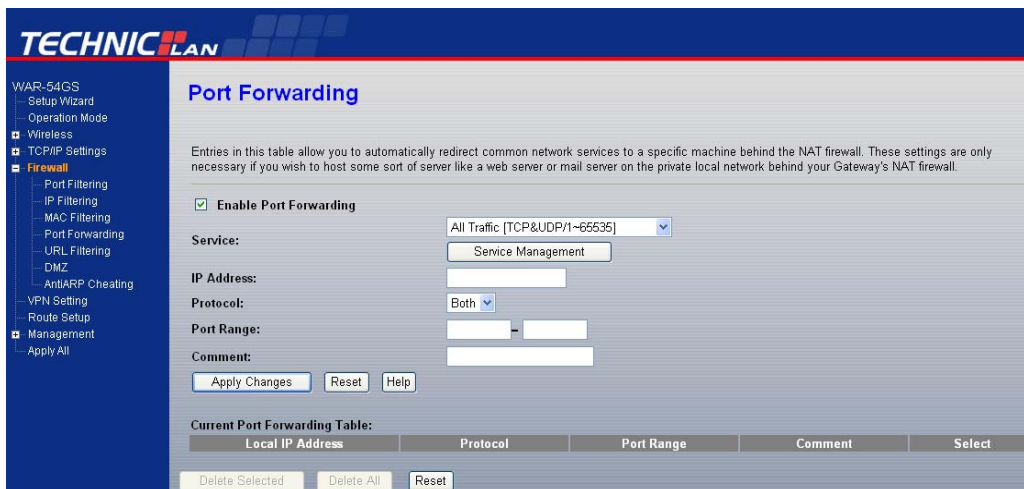 TECHNIC LAN
WAR-54GS
Setup Wizard
Operation Mode
Wireless
TCP/IP Settings
Firewall
Port Filtering
IP Filtering
MAC Filtering
Port Forwarding
URL Filtering
DMZ
AntiARP Cheating
VPN Setting
Route Setup
Management
Apply All
Port Forwarding
Entries in this table allow you to automatically redirect common network services to a specific machine behind the NAT firewall. These settings are only
necessary if you wish to host some sort of server like a web server or mail server on the private local network behind your Gateway's NAT firewall.
Enable Port Forwarding
Service: All Traffic [TCP&UDP/1~65535]
Service Management
IP Address:
Protocol: Both
Port Range: –
Comment:
Apply Changes Reset Help
Current Port Forwarding Table:
Local IP Address Protocol Port Range Comment Select
Delete Selected Delete All Reset